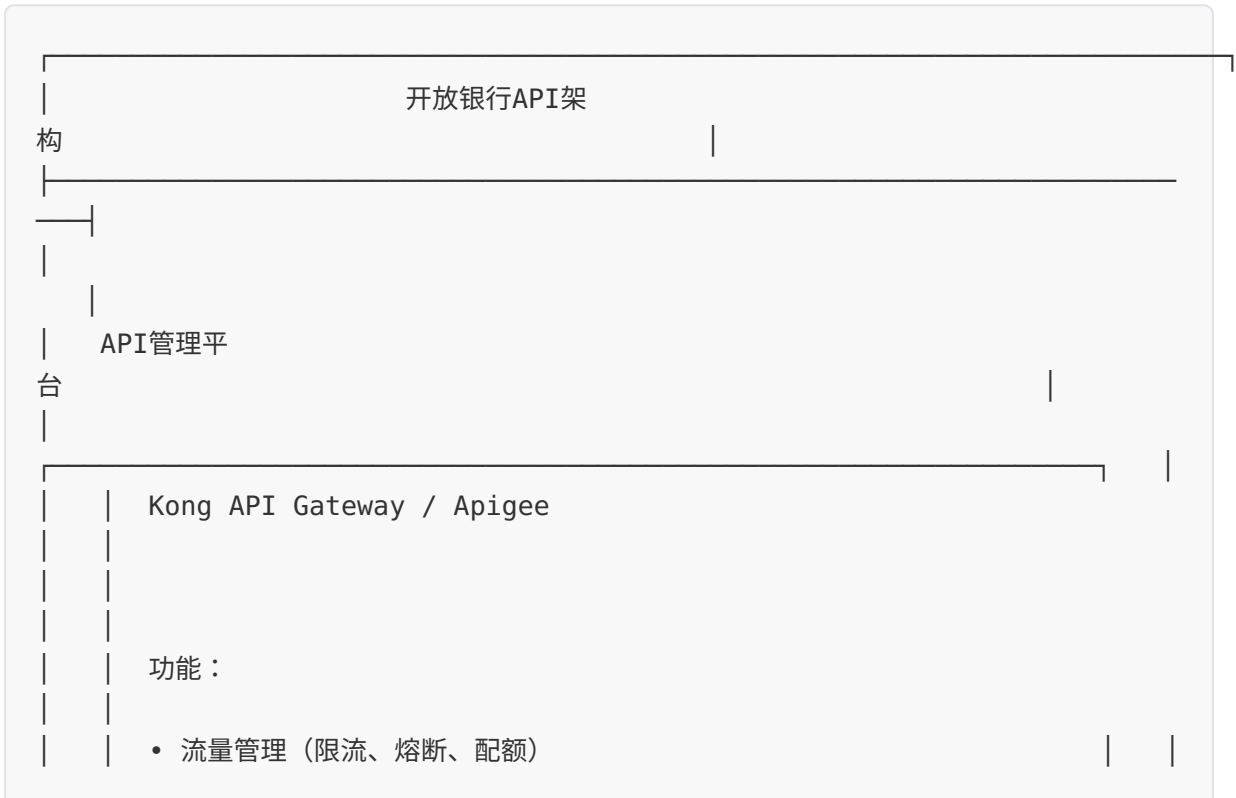 开放银行API架
构
API管理平
台
Kong API Gateway / Apigee
功能：
• 流量管理（限流、熔断、配额）